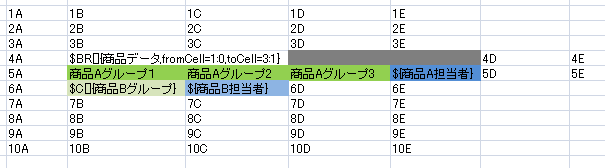 1A 1B 1C 1D 1E
2A 2B 2C 2D 2E
3A 3B 3C 3D 3E
4A $BR[]{商品データ,fromCell=1:0,toCell=3:1} 4D 4E
5A 商品Aグループ1 商品Aグループ2 商品Aグループ3 ${商品A担当者} 5D 5E
6A $C[]{商品Bグループ} ${商品B担当者} 6D 6E
7A 7B 7C 7D 7E
8A 8B 8C 8D 8E
9A 9B 9C 9D 9E
10A 10B 10C 10D 10E